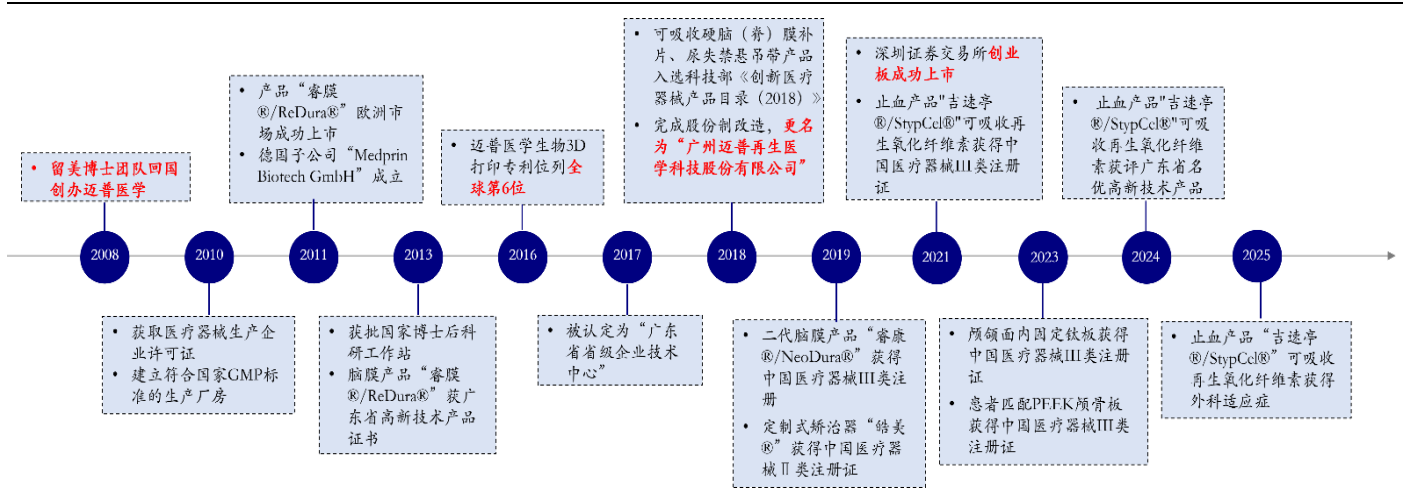 留美博士团队回国
创办迈普医学
2008
2010
• 获取医疗器械生产企
业许可证
• 建立符合国家GMP标
准的生产厂房
• 产品“睿膜
®/ReDura®”欧洲市
场成功上市
• 德国子公司“Medprin
Biotech GmbH”成立
2011
2013
• 获批国家博士后科
研工作站
• 脑膜产品“睿膜
®/ReDura®”获广
东省高新技术产品
证书
• 迈普医学生物3D
打印专利位列全
球第6位
2016
2017
• 被认定为“广东
省省级企业技术
中心”
• 可吸收硬脑（脊）膜补
片、尿失禁悬吊带产品
入选科技部《创新医疗
器械产品目录（2018）》
• 完成股份制改造，更名
为“广州迈普再生医
学科技股份有限公司”
2018
2019
• 二代脑膜产品“睿康
®/NeoDura®”获得
中国医疗器械III类注
册
• 定制式矫治器“皓美
®”获得中国医疗器
械Ⅱ类注册证
• 深圳证券交易所创业
板成功上市
• 止血产品"吉速亭
®/StypCel®"可吸收再
生氧化纤维素获得中
国医疗器械III类注册
证
2021
2023
• 颅颌面内固定钛板获得
中国医疗器械III类注册
证
• 患者匹配PEEK颅骨板
获得中国医疗器械III类
注册证
• 止血产品"吉速亭
®/StypCel®"可吸
收再生氧化纤维
素获评广东省名
优高新技术产品
2024
2025
• 止血产品“吉速亭
®/StypCel®”可吸收
再生氧化纤维素获得
外科适应症